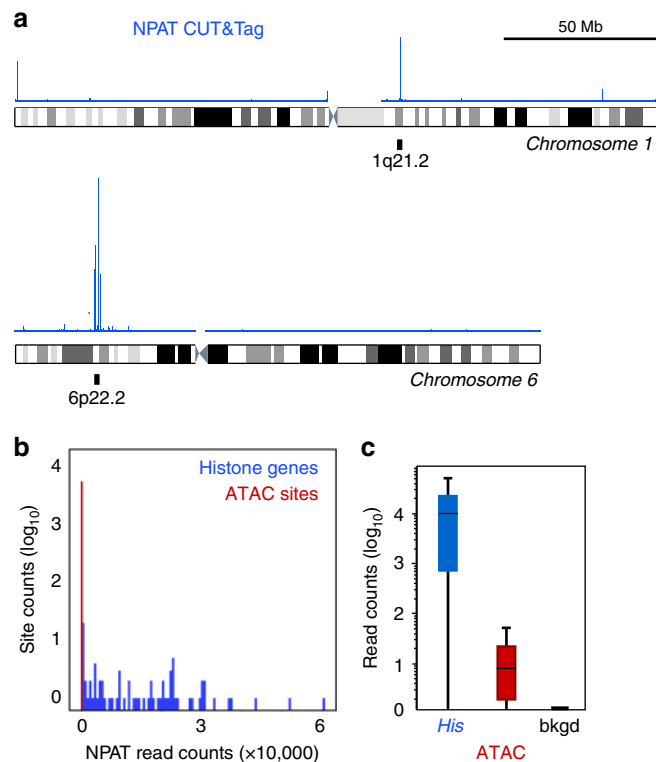 a
NPAT CUT&Tag
50 Mb
1q21.2
Chromosome 1
6p22.2
Chromosome 6
b
Site counts (log10)
4
3
2
1
0
Histone genes
ATAC sites
0 3 6
NPAT read counts (×10,000)
c
Read counts (log10)
4
3
2
1
0
His
bkgd
ATAC